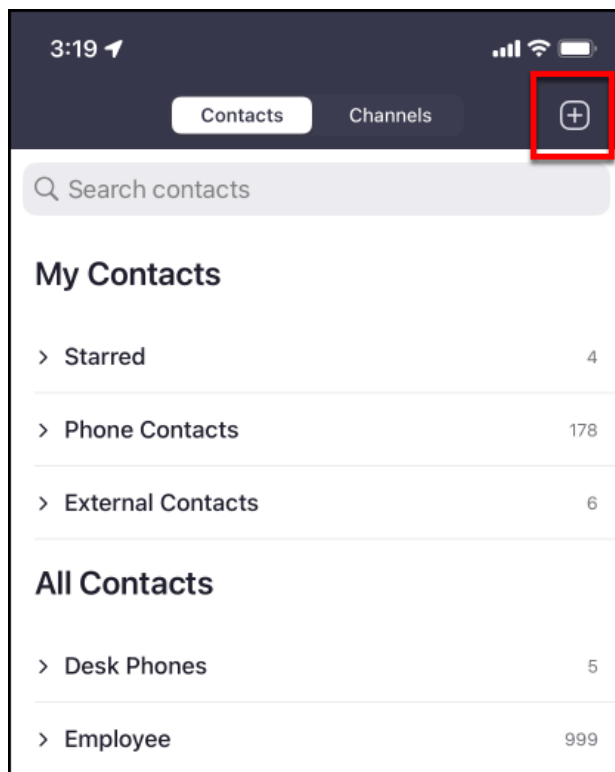 3:19
Contacts Channels
Search contacts
My Contacts
Starred 4
Phone Contacts 178
External Contacts 6
All Contacts
Desk Phones 5
Employee 999